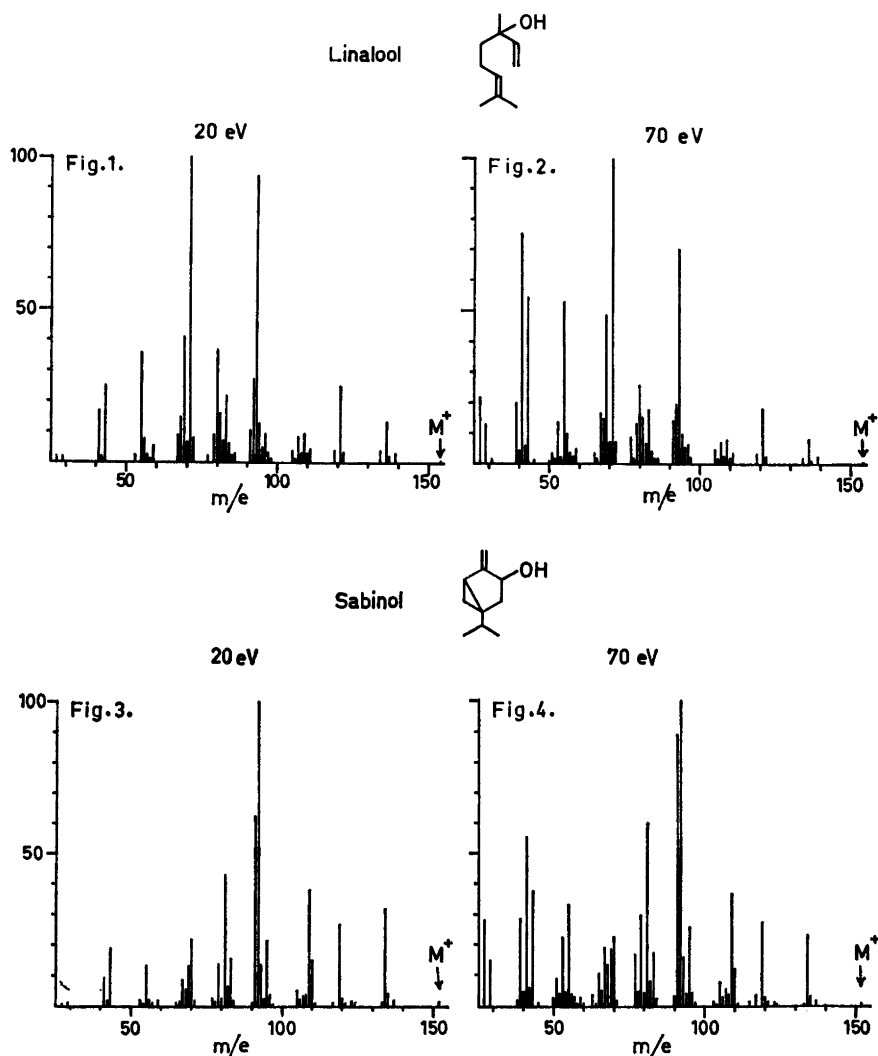 Linalool
OH
20 eV
70 eV
100
Fig.1.
Fig.2.
50
M+
M+
50
100
150
50
100
150
m/e
m/e
Sabinol
OH
20 eV
70 eV
100
Fig.3.
Fig.4.
50
M+
M+
50
100
150
50
100
150
m/e
m/e